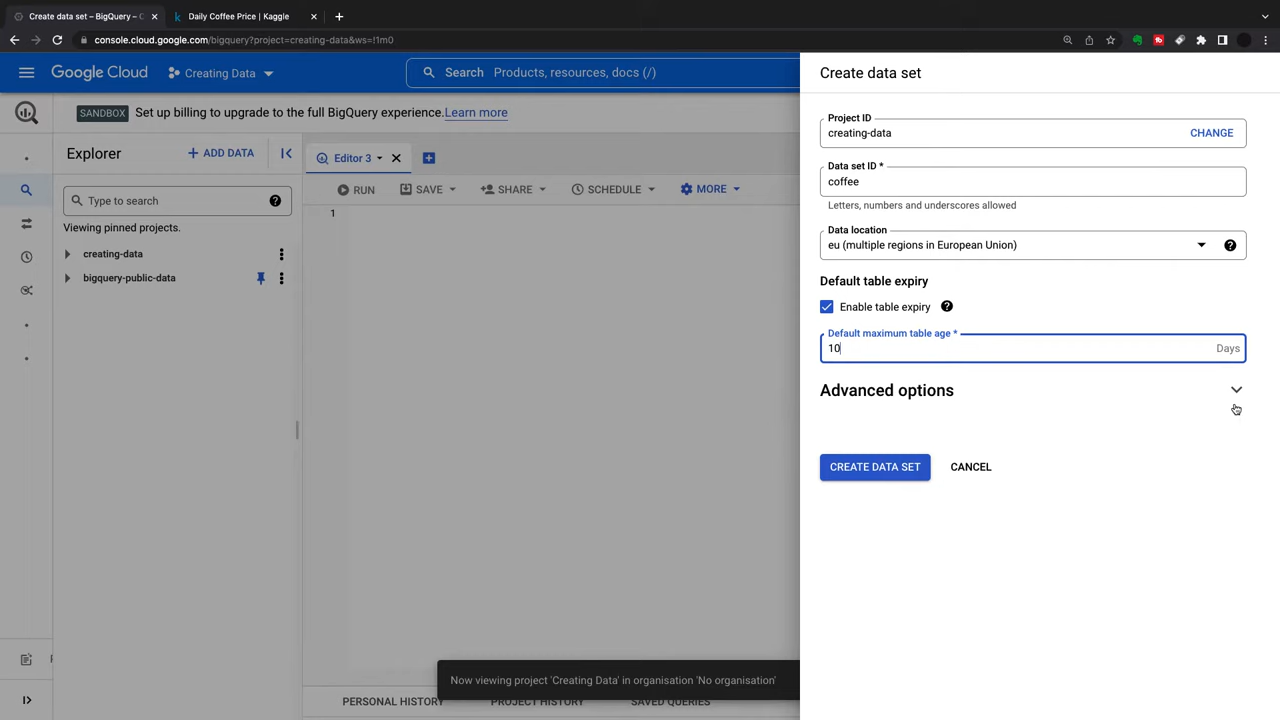 Create data set – BigQuery – C
Daily Coffee Price | Kaggle
console.cloud.google.com/bigquery?project=creating-data&ws=!1m0
Google Cloud
Creating Data
Search Products, resources, docs (/)
SANDBOX Set up billing to upgrade to the full BigQuery experience. Learn more
Explorer
+ ADD DATA
Type to search
Viewing pinned projects.
creating-data
bigquery-public-data
Editor 3
RUN
SAVE
SHARE
SCHEDULE
MORE
1
Now viewing project 'Creating Data' in organisation 'No organisation'
PERSONAL HISTORY
PROJECT HISTORY
SAVED QUERIES
Create data set
Project ID
creating-data
CHANGE
Data set ID *
coffee
Letters, numbers and underscores allowed
Data location
eu (multiple regions in European Union)
Default table expiry
Enable table expiry
Default maximum table age *
10
Days
Advanced options
CREATE DATA SET
CANCEL